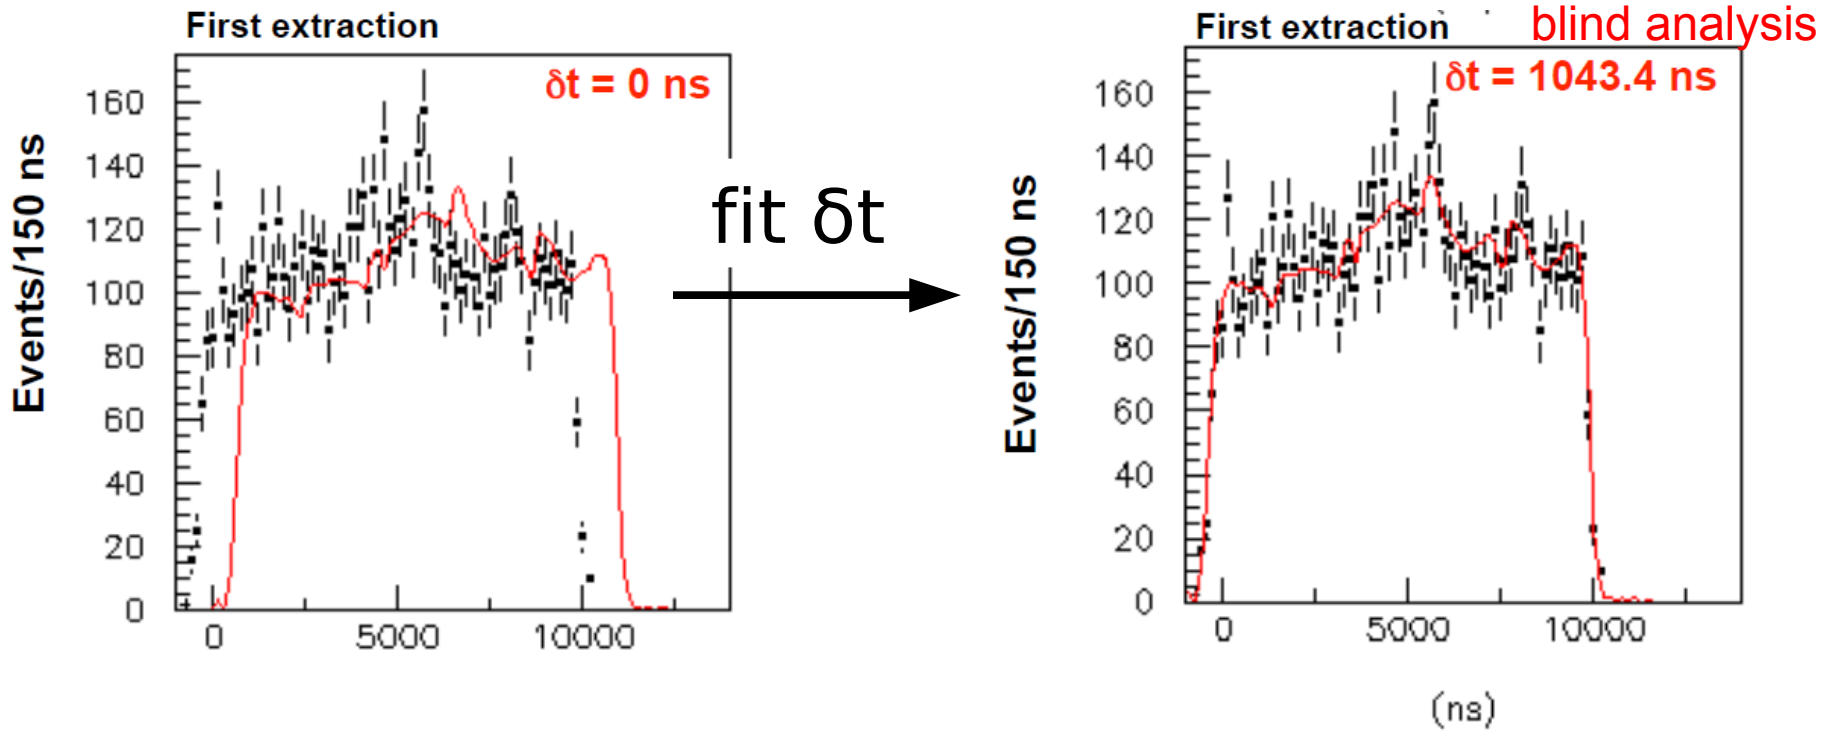 First extraction
δt = 0 ns
Events/150 ns
160
140
120
100
80
60
40
20
0
0 5000 10000
fit δt
First extraction
blind analysis
δt = 1043.4 ns
Events/150 ns
160
140
120
100
80
60
40
20
0
0 5000 10000
(ns)